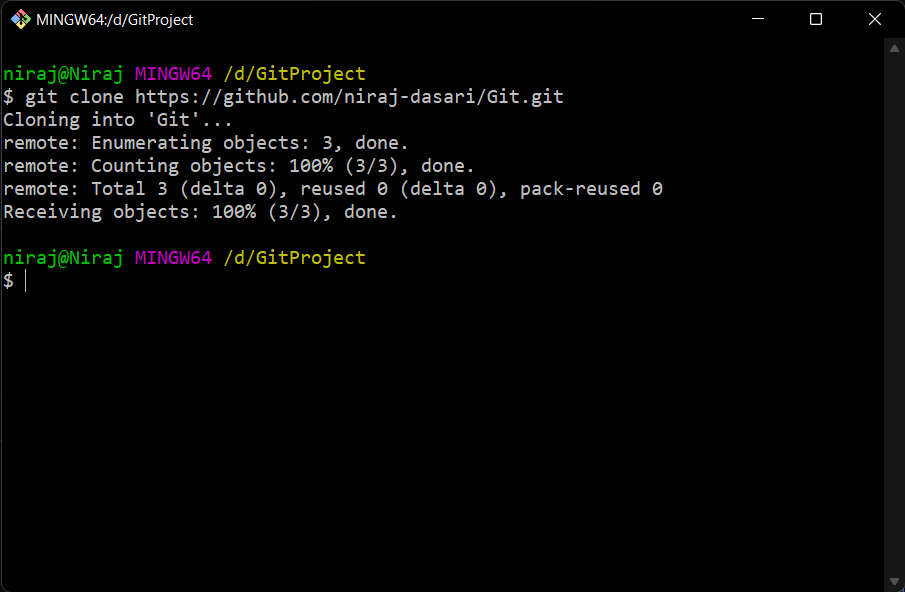 MINGW64:/d/GitProject
niraj@Niraj MINGW64 /d/GitProject
$ git clone https://github.com/niraj-dasari/Git.git
Cloning into 'Git'...
remote: Enumerating objects: 3, done.
remote: Counting objects: 100% (3/3), done.
remote: Total 3 (delta 0), reused 0 (delta 0), pack-reused 0
Receiving objects: 100% (3/3), done.
niraj@Niraj MINGW64 /d/GitProject
$